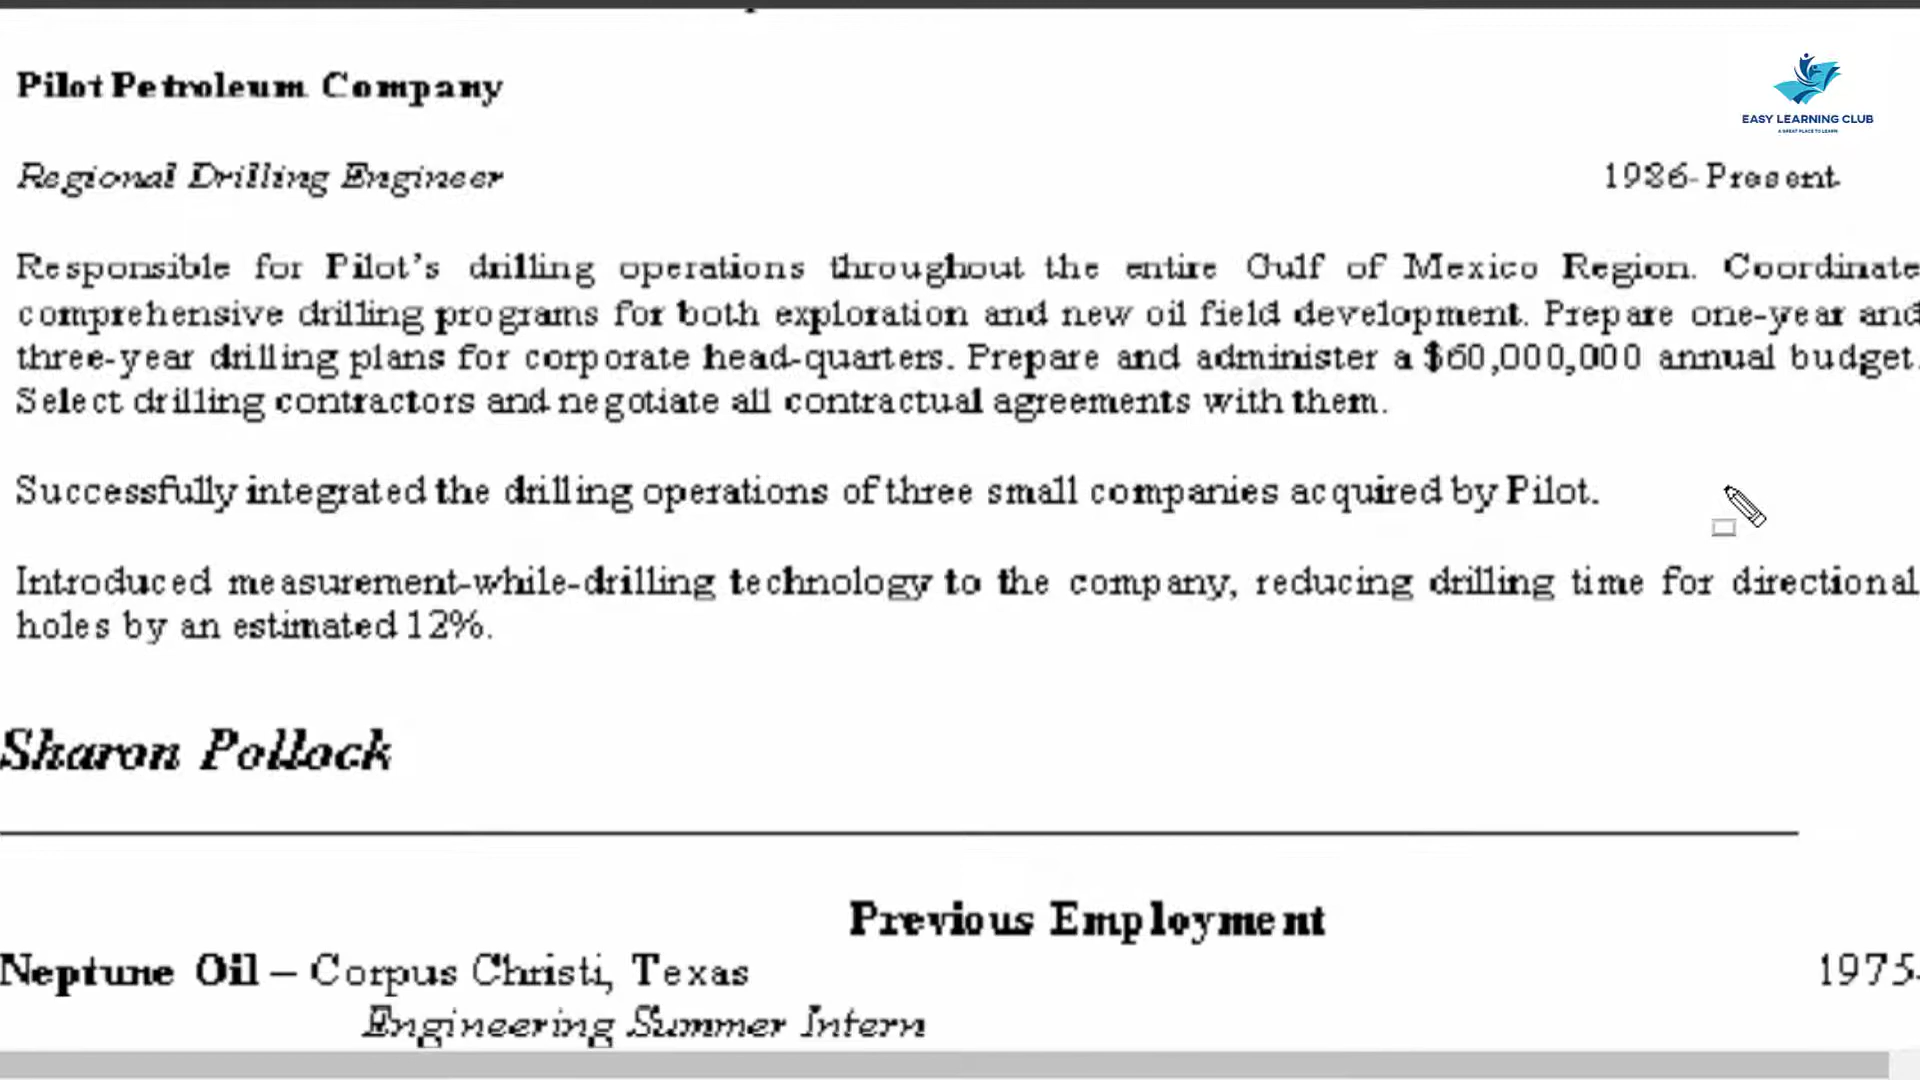 Pilot Petroleum Company
EASY LEARNING CLUB
A GREAT PLACE TO LEARN
Regional Drilling Engineer 1986-Present
Responsible for Pilot's drilling operations throughout the entire Gulf of Mexico Region. Coordinate
comprehensive drilling programs for both exploration and new oil field development. Prepare one-year and
three-year drilling plans for corporate head-quarters. Prepare and administer a $60,000,000 annual budget.
Select drilling contractors and negotiate all contractual agreements with them.
Successfully integrated the drilling operations of three small companies acquired by Pilot.
Introduced measurement-while-drilling technology to the company, reducing drilling time for directional
holes by an estimated 12%.
Sharon Pollock
Previous Employment
Neptune Oil – Corpus Christi, Texas 1975-
Engineering Summer Intern